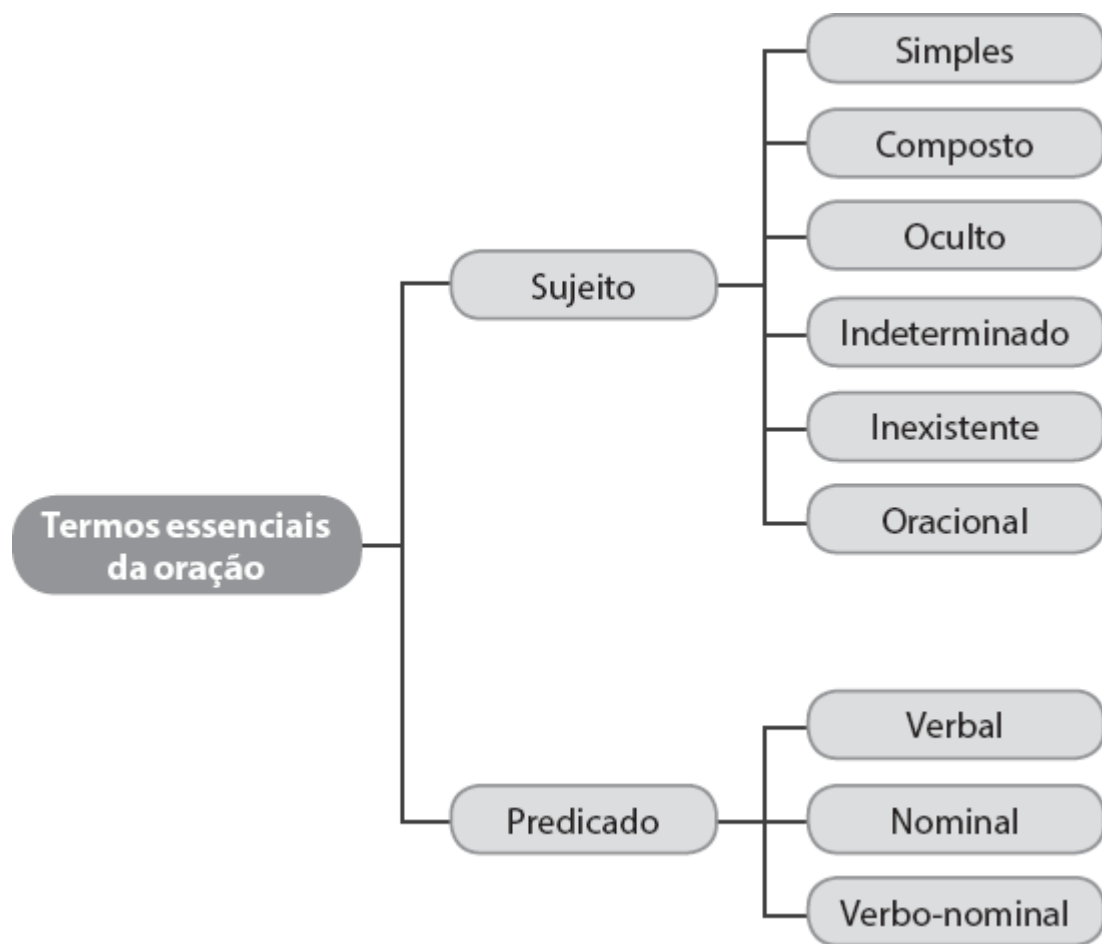 Termos essenciais
da oração
Sujeito
Simples
Composto
Oculto
Indeterminado
Inexistente
Oracional
Predicado
Verbal
Nominal
Verbo-nominal